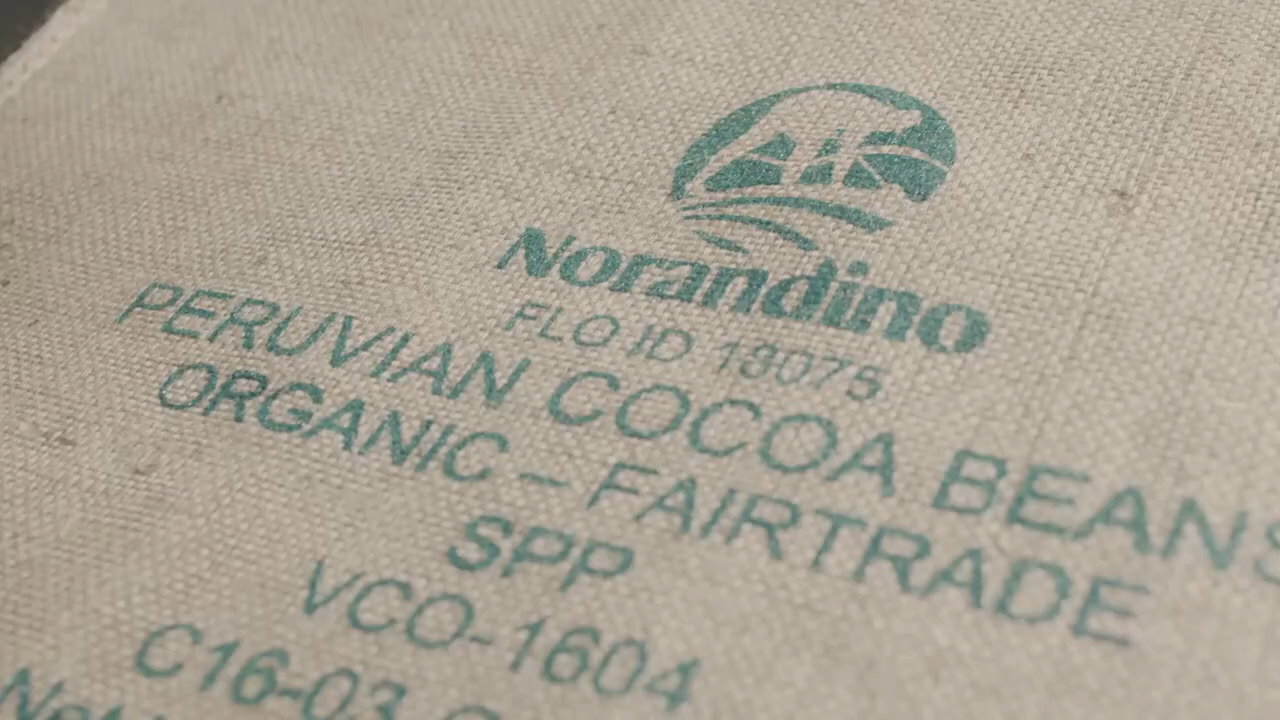 Norandino
FLO ID 18075
PERUVIAN COCOA BEANS
ORGANIC – FAIRTRADE
SPP
VCO-1604
C16-03